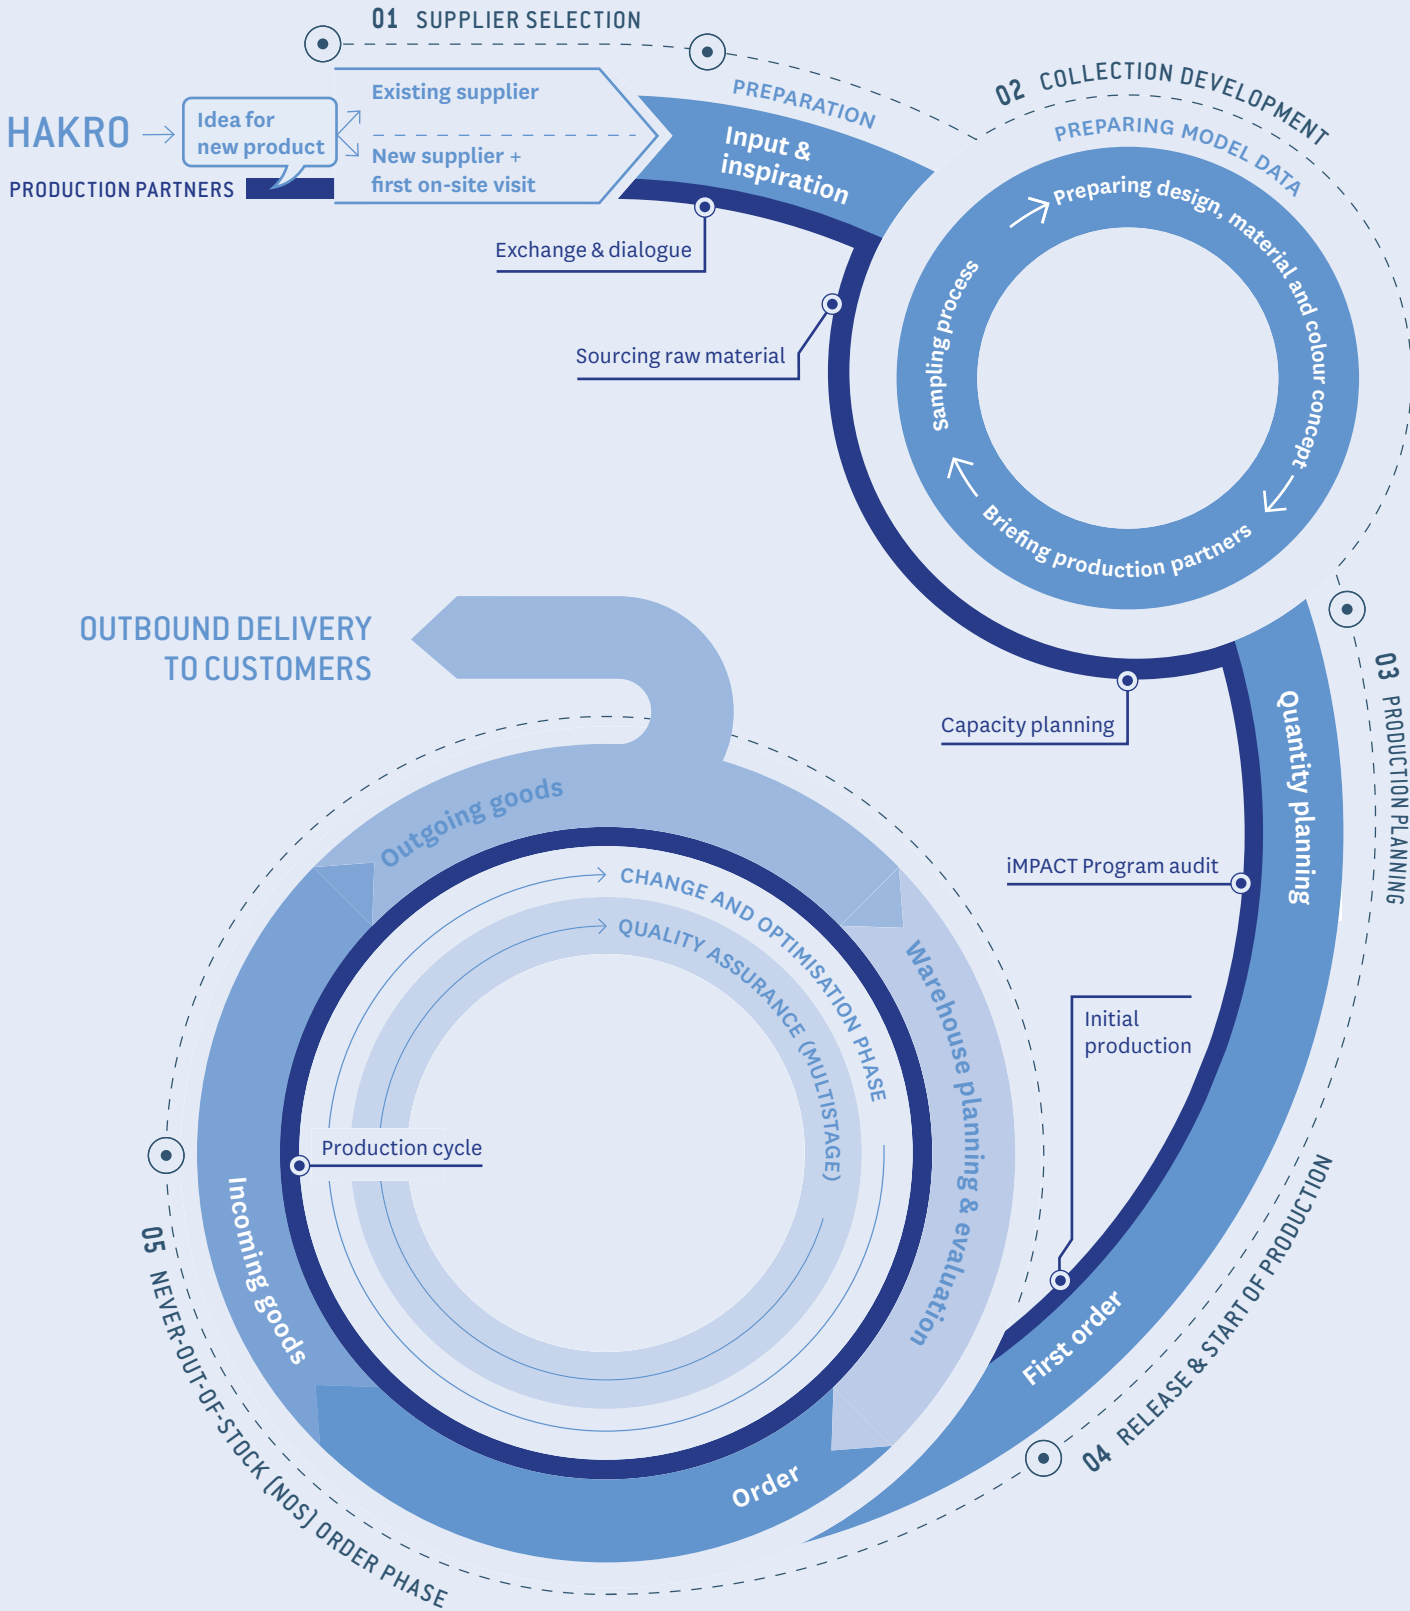 01 SUPPLIER SELECTION
HAKRO
Idea for
new product
Existing supplier
New supplier +
first on-site visit
PRODUCTION PARTNERS
PREPARATION
Input &
inspiration
Exchange & dialogue
Sourcing raw material
02 COLLECTION DEVELOPMENT
PREPARING MODEL DATA
Preparing design, material and colour concept
Briefing production partners
Sampling process
Capacity planning
03 PRODUCTION PLANNING
Quantity planning
iMPACT Program audit
Initial
production
First order
04 RELEASE & START OF PRODUCTION
OUTBOUND DELIVERY
TO CUSTOMERS
Outgoing goods
CHANGE AND OPTIMISATION PHASE
QUALITY ASSURANCE (MULTISTAGE)
Warehouse planning & evaluation
Production cycle
Incoming goods
Order
05 NEVER-OUT-OF-STOCK (NOS) ORDER PHASE